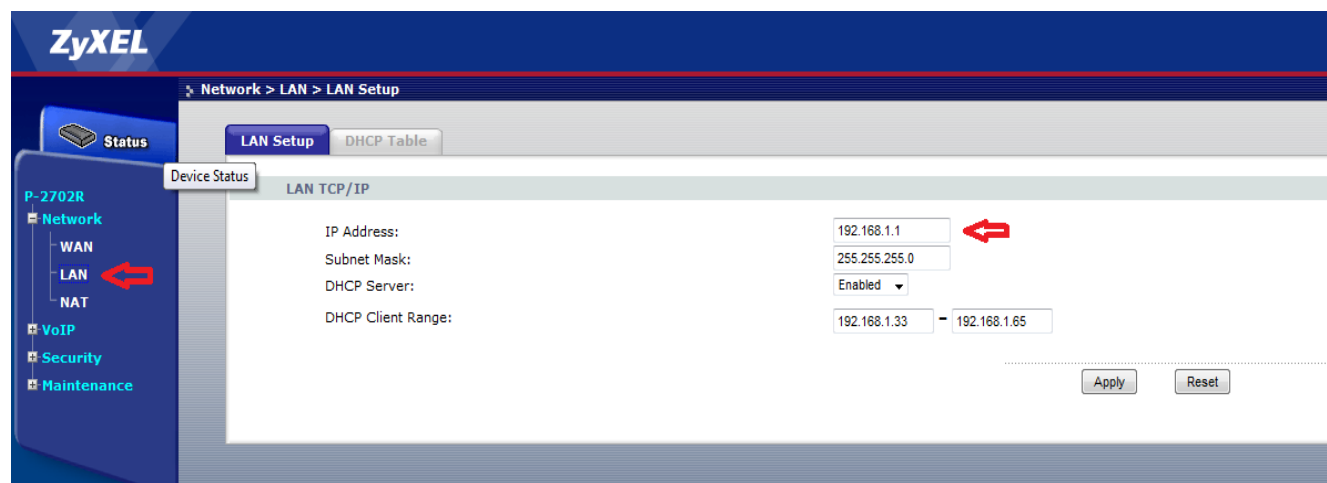 ZyXEL
Network > LAN > LAN Setup
Status
LAN Setup DHCP Table
Device Status
LAN TCP/IP
P-2702R
Network
WAN
LAN
NAT
VoIP
Security
Maintenance
IP Address: 192.168.1.1
Subnet Mask: 255.255.255.0
DHCP Server: Enabled
DHCP Client Range: 192.168.1.33 - 192.168.1.65
Apply Reset